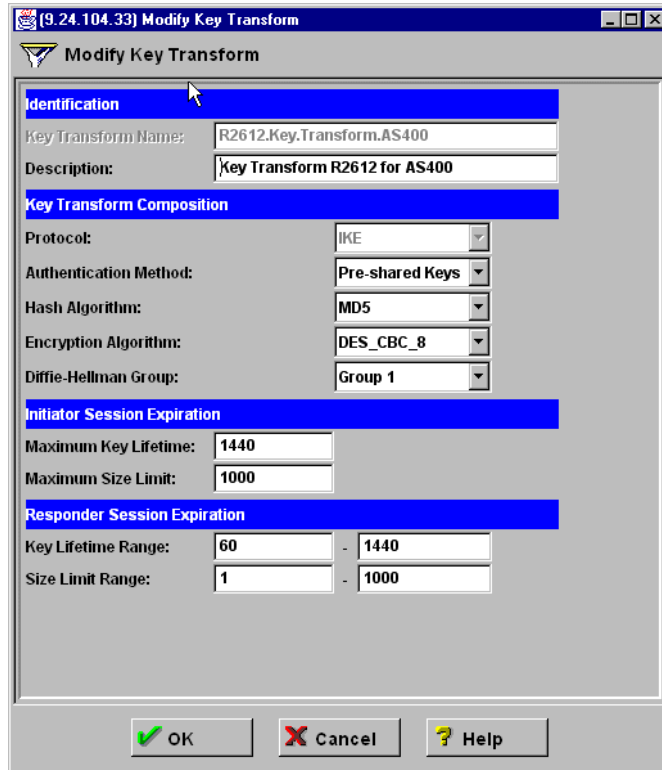 (9.24.104.33) Modify Key Transform
Modify Key Transform
Identification
Key Transform Name: R2612.Key.Transform.AS400
Description: Key Transform R2612 for AS400
Key Transform Composition
Protocol: IKE
Authentication Method: Pre-shared Keys
Hash Algorithm: MD5
Encryption Algorithm: DES_CBC_8
Diffie-Hellman Group: Group 1
Initiator Session Expiration
Maximum Key Lifetime: 1440
Maximum Size Limit: 1000
Responder Session Expiration
Key Lifetime Range: 60 - 1440
Size Limit Range: 1 - 1000
OK Cancel ? Help